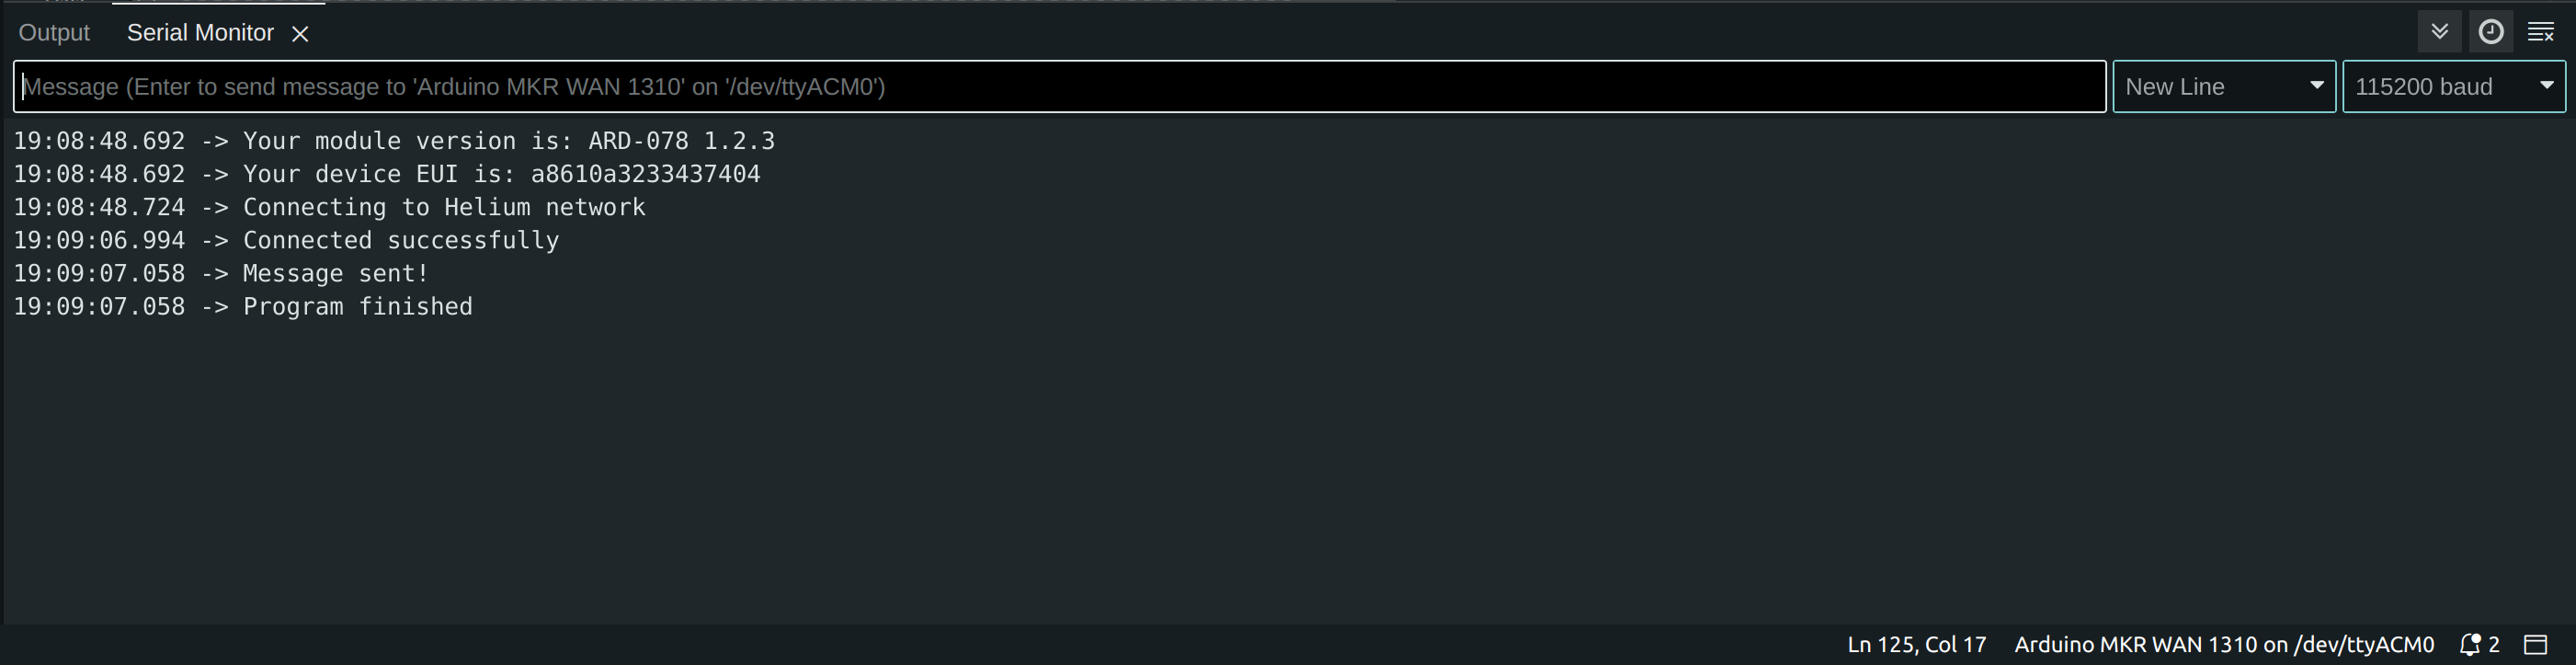 Output Serial Monitor
Message (Enter to send message to 'Arduino MKR WAN 1310' on '/dev/ttyACM0') New Line 115200 baud
19:08:48.692 -> Your module version is: ARD-078 1.2.3
19:08:48.692 -> Your device EUI is: a8610a3233437404
19:08:48.724 -> Connecting to Helium network
19:09:06.994 -> Connected successfully
19:09:07.058 -> Message sent!
19:09:07.058 -> Program finished
Ln 125, Col 17 Arduino MKR WAN 1310 on /dev/ttyACM0 2